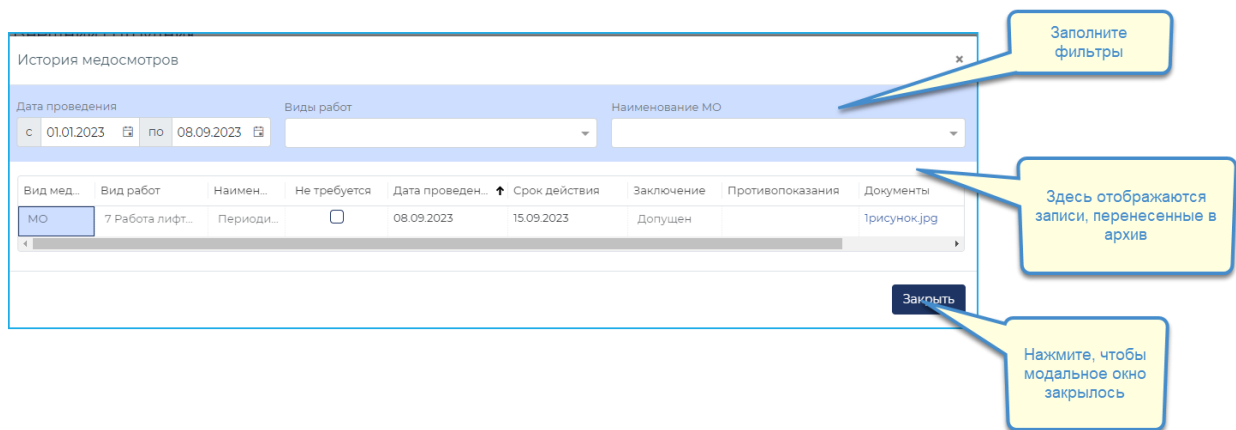 Заполните
фильтры
История медосмотров
×
Дата проведения Виды работ Наименование МО
с 01.01.2023 по 08.09.2023
Вид мед... Вид работ Наимен... Не требуется Дата проведен... Срок действия Заключение Противопоказания Документы
МО 7 Работа лифт... Периоди... 08.09.2023 15.09.2023 Допущен 1рисунок.jpg
Здесь отображаются
записи, перенесенные в
архив
Закрыть
Нажмите, чтобы
модальное окно
закрылось